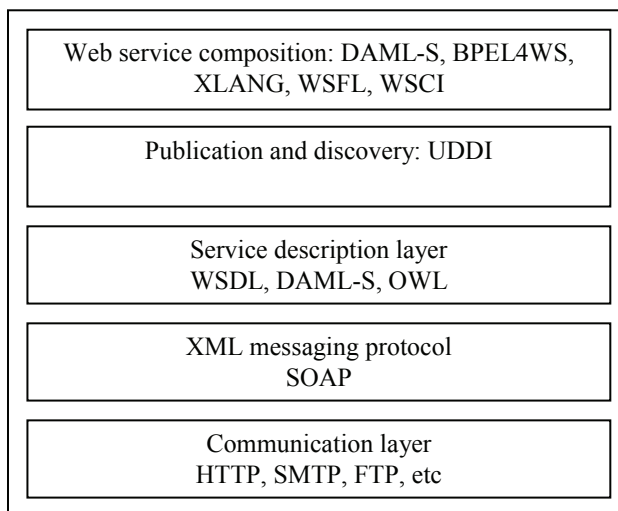 Web service composition: DAML-S, BPEL4WS,
XLANG, WSFL, WSCI
Publication and discovery: UDDI
Service description layer
WSDL, DAML-S, OWL
XML messaging protocol
SOAP
Communication layer
HTTP, SMTP, FTP, etc